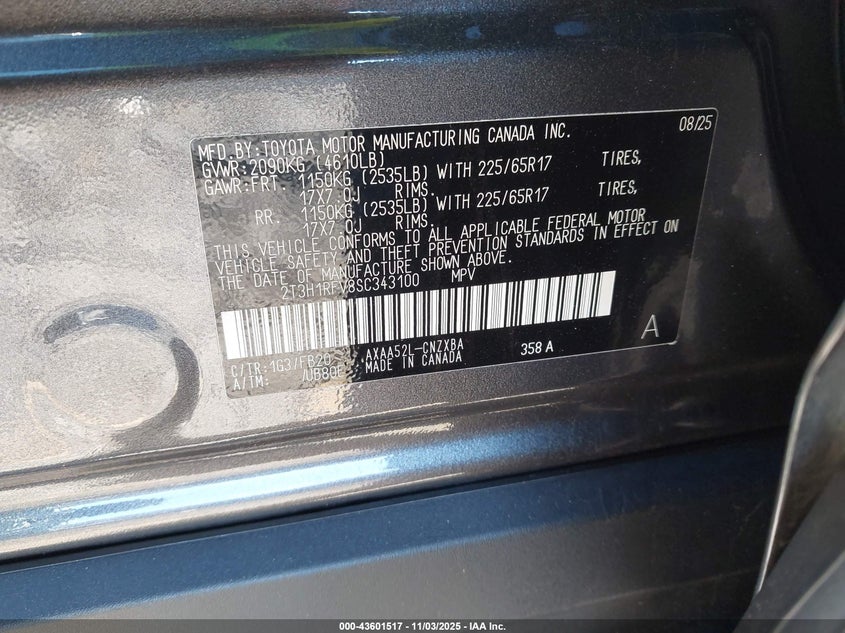 08/25
MFD.BY:TOYOTA MOTOR MANUFACTURING CANADA INC.
GVWR:2090KG (4610LB)
GAWR:FRT. 1150KG (2535LB) WITH 225/65R17 TIRES,
17X7.0J RIMS.
RR. 1150KG (2535LB) WITH 225/65R17 TIRES,
17X7.0J RIMS.
THIS VEHICLE CONFORMS TO ALL APPLICABLE FEDERAL MOTOR
VEHICLE SAFETY AND THEFT PREVENTION STANDARDS IN EFFECT ON
THE DATE OF MANUFACTURE SHOWN ABOVE.
2T3H1RFV8SC343100 MPV
C/TR:1G3/FB20 AXAA52L-CNZXBA 358 A A
A/TM: /UB80E MADE IN CANADA
000-43601517 - 11/03/2025 - IAA Inc.